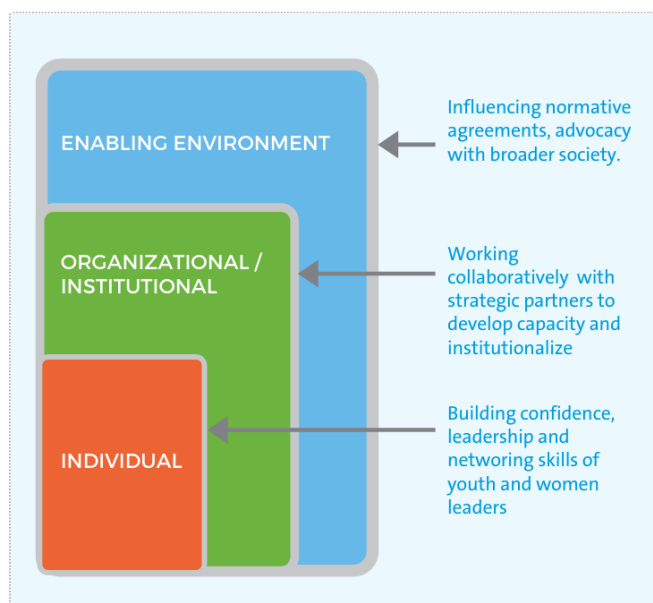 ENABLING ENVIRONMENT
Influencing normative
agreements, advocacy
with broader society.
ORGANIZATIONAL /
INSTITUTIONAL
Working
collaboratively with
strategic partners to
develop capacity and
institutionalize
INDIVIDUAL
Building confidence,
leadership and
networing skills of
youth and women
leaders